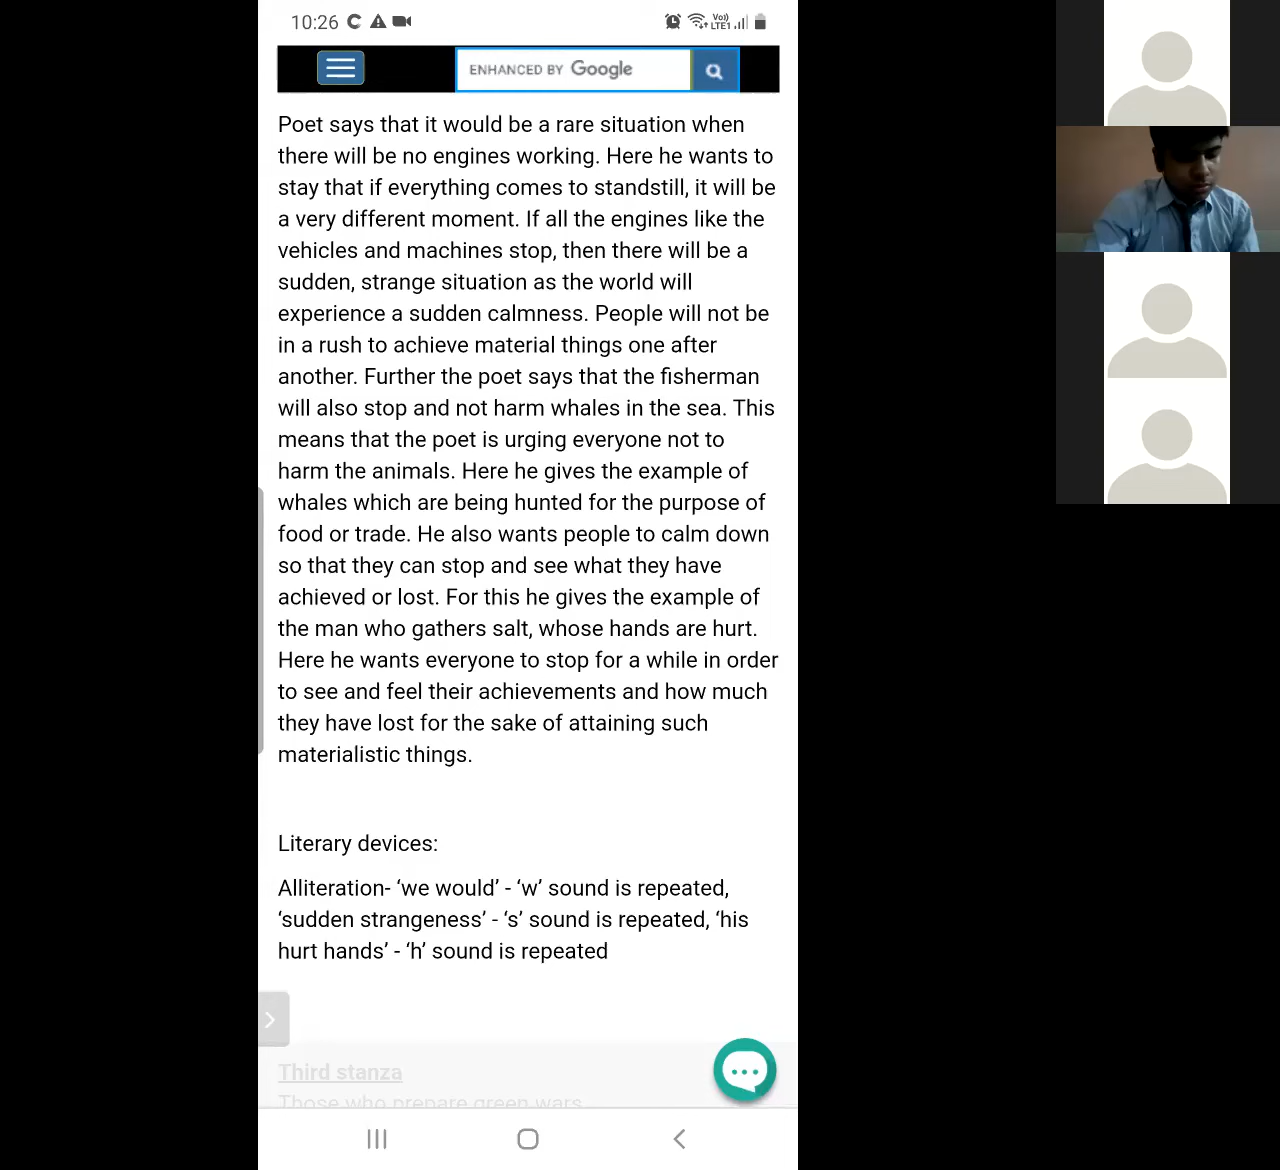 10:26
Vo)) LTE1
ENHANCED BY Google
Poet says that it would be a rare situation when
there will be no engines working. Here he wants to
stay that if everything comes to standstill, it will be
a very different moment. If all the engines like the
vehicles and machines stop, then there will be a
sudden, strange situation as the world will
experience a sudden calmness. People will not be
in a rush to achieve material things one after
another. Further the poet says that the fisherman
will also stop and not harm whales in the sea. This
means that the poet is urging everyone not to
harm the animals. Here he gives the example of
whales which are being hunted for the purpose of
food or trade. He also wants people to calm down
so that they can stop and see what they have
achieved or lost. For this he gives the example of
the man who gathers salt, whose hands are hurt.
Here he wants everyone to stop for a while in order
to see and feel their achievements and how much
they have lost for the sake of attaining such
materialistic things.
Literary devices:
Alliteration- ‘we would’ - ‘w’ sound is repeated,
‘sudden strangeness’ - ‘s’ sound is repeated, ‘his
hurt hands’ - ‘h’ sound is repeated
Third stanza
Those who prepare green wars